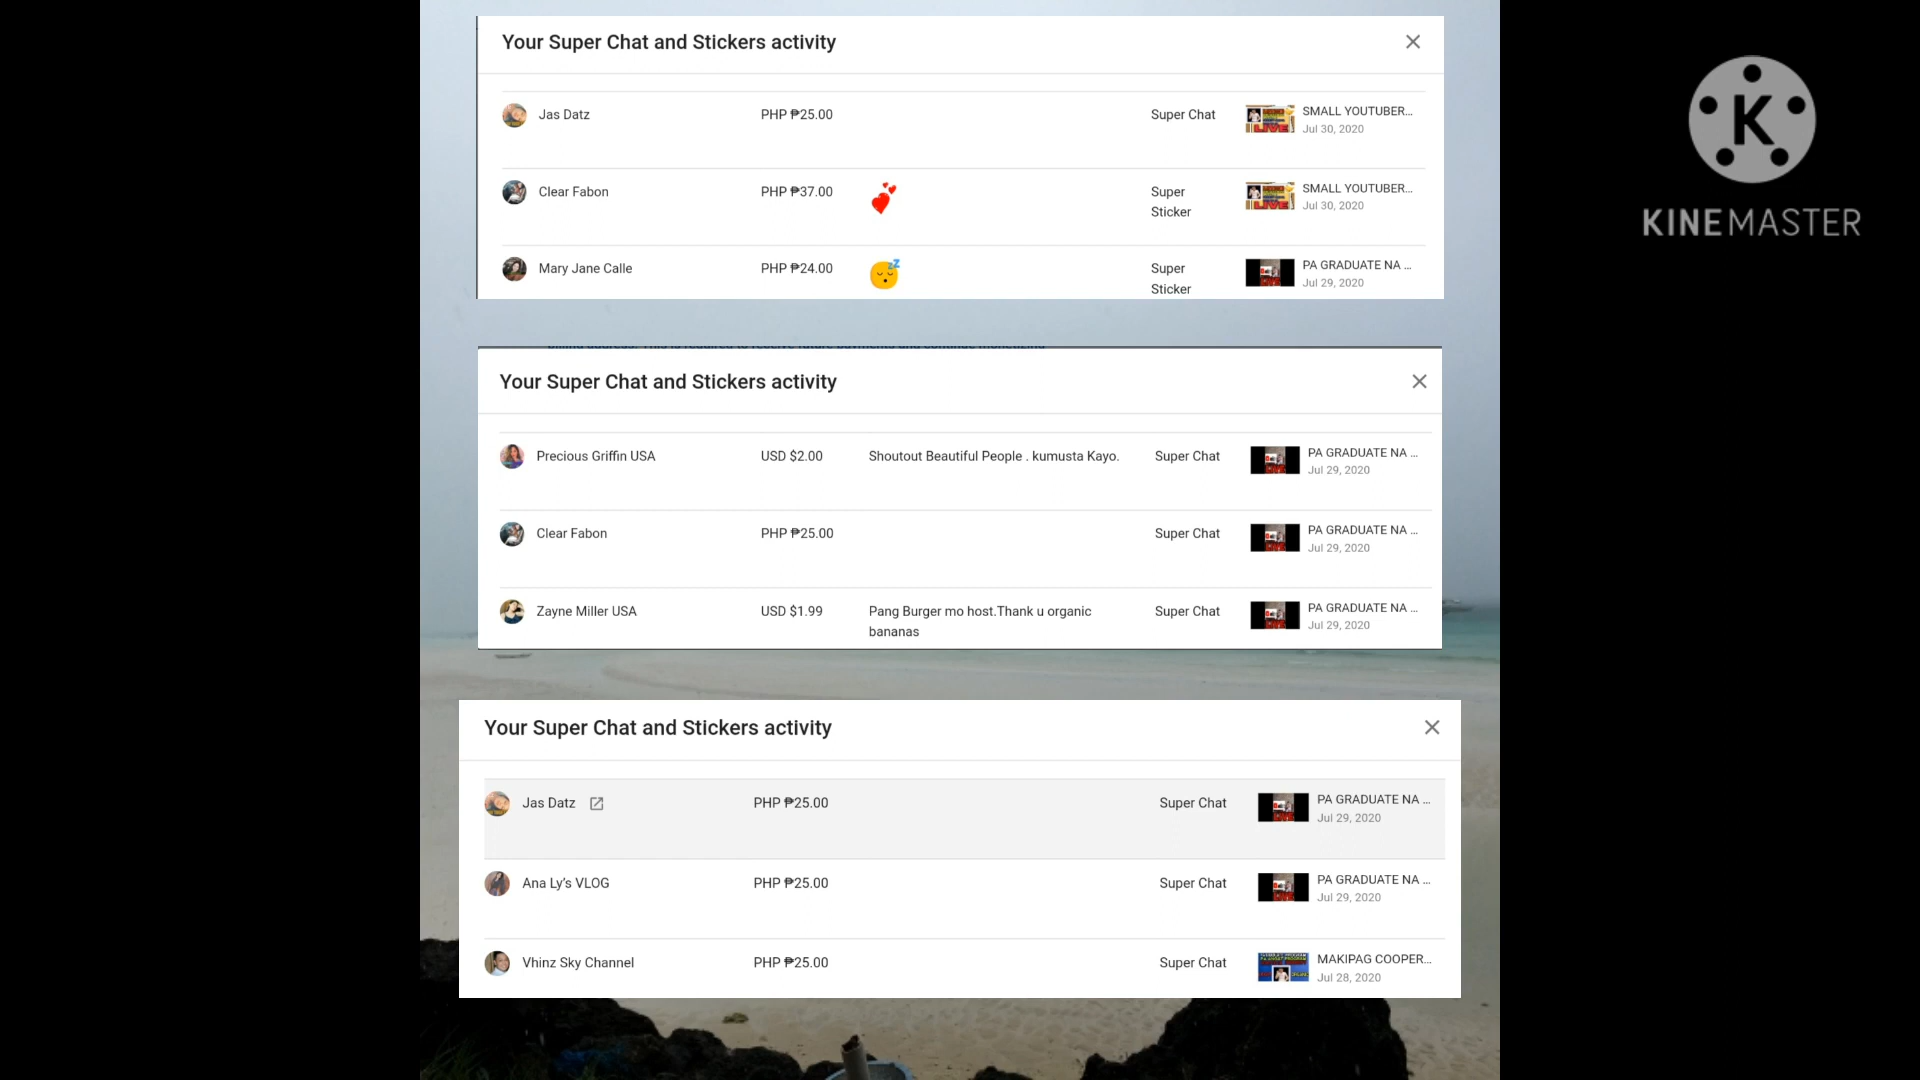 Your Super Chat and Stickers activity
Jas Datz PHP ₱25.00 Super Chat SMALL YOUTUBER...
Jul 30, 2020
Clear Fabon PHP ₱37.00 Super Sticker SMALL YOUTUBER...
Jul 30, 2020
Mary Jane Calle PHP ₱24.00 Super Sticker PA GRADUATE NA ...
Jul 29, 2020
Your Super Chat and Stickers activity
Precious Griffin USA USD $2.00 Shoutout Beautiful People . kumusta Kayo. Super Chat PA GRADUATE NA ...
Jul 29, 2020
Clear Fabon PHP ₱25.00 Super Chat PA GRADUATE NA ...
Jul 29, 2020
Zayne Miller USA USD $1.99 Pang Burger mo host.Thank u organic bananas Super Chat PA GRADUATE NA ...
Jul 29, 2020
Your Super Chat and Stickers activity
Jas Datz PHP ₱25.00 Super Chat PA GRADUATE NA ...
Jul 29, 2020
Ana Ly's VLOG PHP ₱25.00 Super Chat PA GRADUATE NA ...
Jul 29, 2020
Vhinz Sky Channel PHP ₱25.00 Super Chat MAKIPAG COOPER...
Jul 28, 2020
K
KINEMASTER